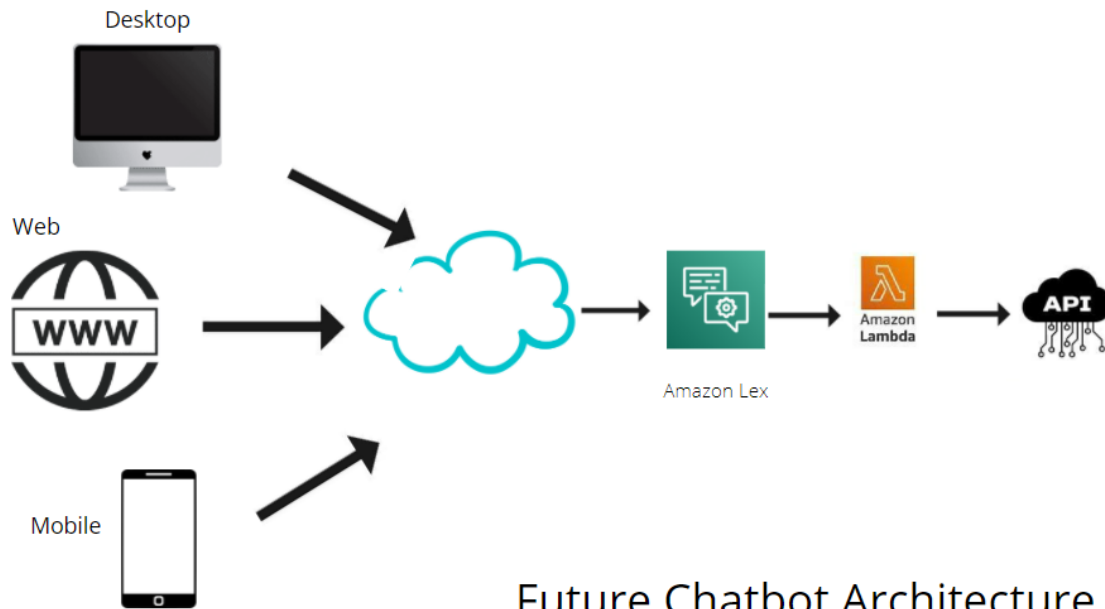 Desktop
Web
WWW
Mobile
Amazon Lex
Amazon
Lambda
API
Future Chatbot Architecture